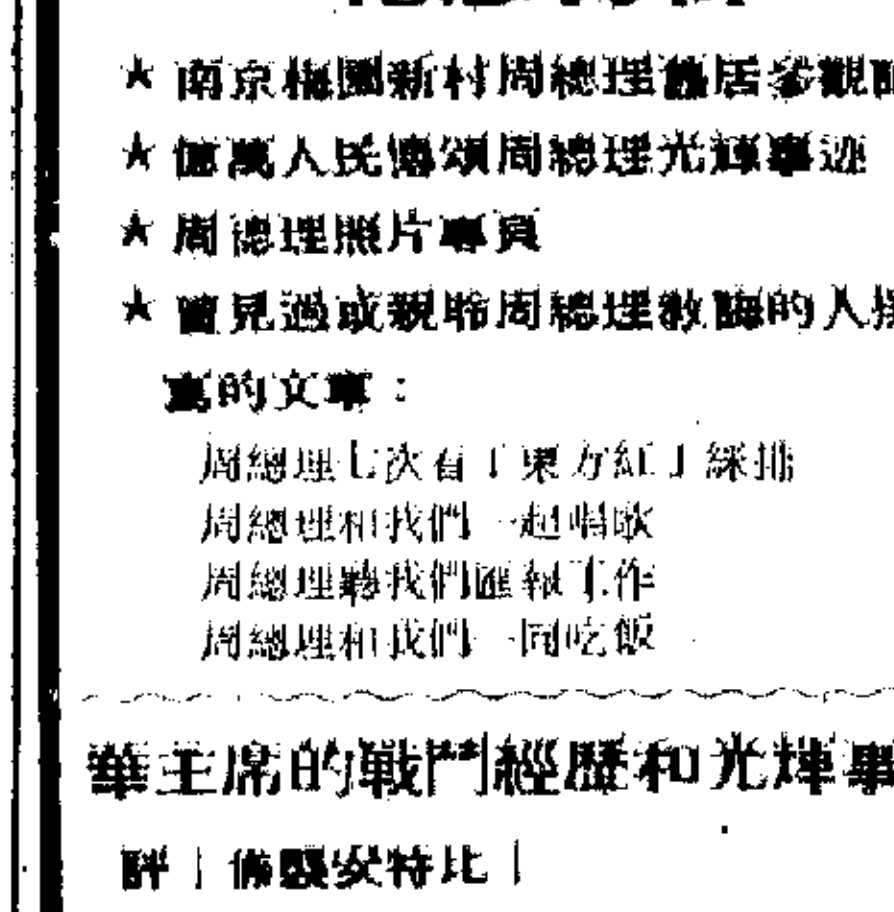 ★ 南京梅園新村周總理舊居參觀
★ 億萬人民傳頌周總理光輝事迹
★ 周總理照片專頁
★ 曾見過或親聆周總理教誨的人撰
寫的文章：
周總理七次看「東方紅」綵排
周總理和我們一起唱歌
周總理聽我們匯報工作
周總理和我們一同吃飯
華主席的戰鬥經歷和光輝事
評「佛安特比」